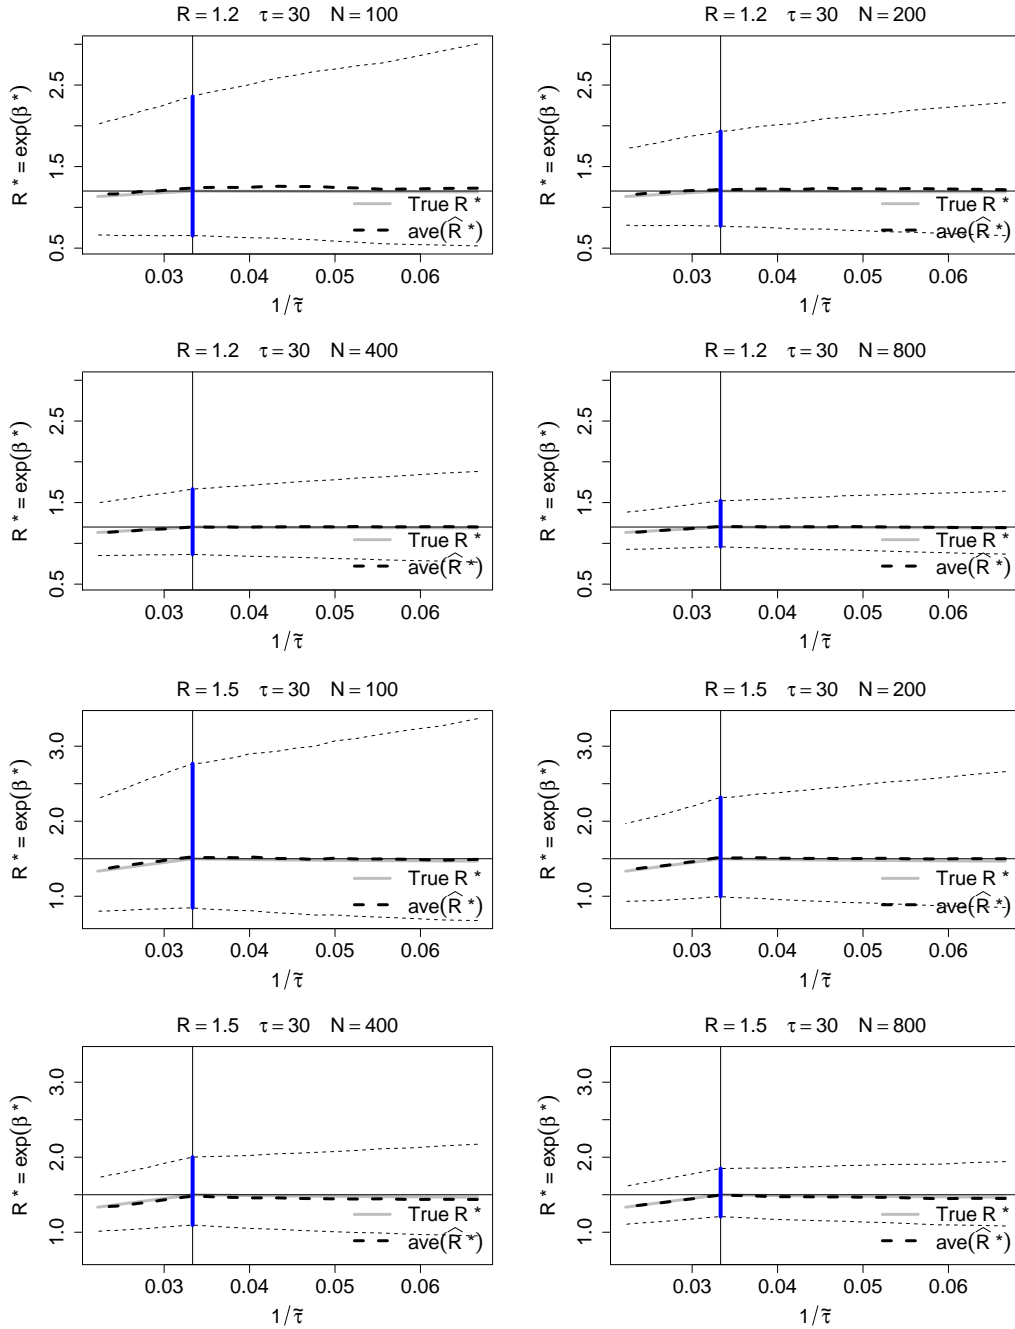 R = 1.2 τ = 30 N = 100
R* = exp(β*)
0.5 1.5 2.5
True R*
ave(R̂*)
0.03 0.04 0.05 0.06
1/τ̃
R = 1.2 τ = 30 N = 200
R* = exp(β*)
0.5 1.5 2.5
True R*
ave(R̂*)
0.03 0.04 0.05 0.06
1/τ̃
R = 1.2 τ = 30 N = 400
R* = exp(β*)
0.5 1.5 2.5
True R*
ave(R̂*)
0.03 0.04 0.05 0.06
1/τ̃
R = 1.2 τ = 30 N = 800
R* = exp(β*)
0.5 1.5 2.5
True R*
ave(R̂*)
0.03 0.04 0.05 0.06
1/τ̃
R = 1.5 τ = 30 N = 100
R* = exp(β*)
1.0 2.0 3.0
True R*
ave(R̂*)
0.03 0.04 0.05 0.06
1/τ̃
R = 1.5 τ = 30 N = 200
R* = exp(β*)
1.0 2.0 3.0
True R*
ave(R̂*)
0.03 0.04 0.05 0.06
1/τ̃
R = 1.5 τ = 30 N = 400
R* = exp(β*)
1.0 2.0 3.0
True R*
ave(R̂*)
0.03 0.04 0.05 0.06
1/τ̃
R = 1.5 τ = 30 N = 800
R* = exp(β*)
1.0 2.0 3.0
True R*
ave(R̂*)
0.03 0.04 0.05 0.06
1/τ̃